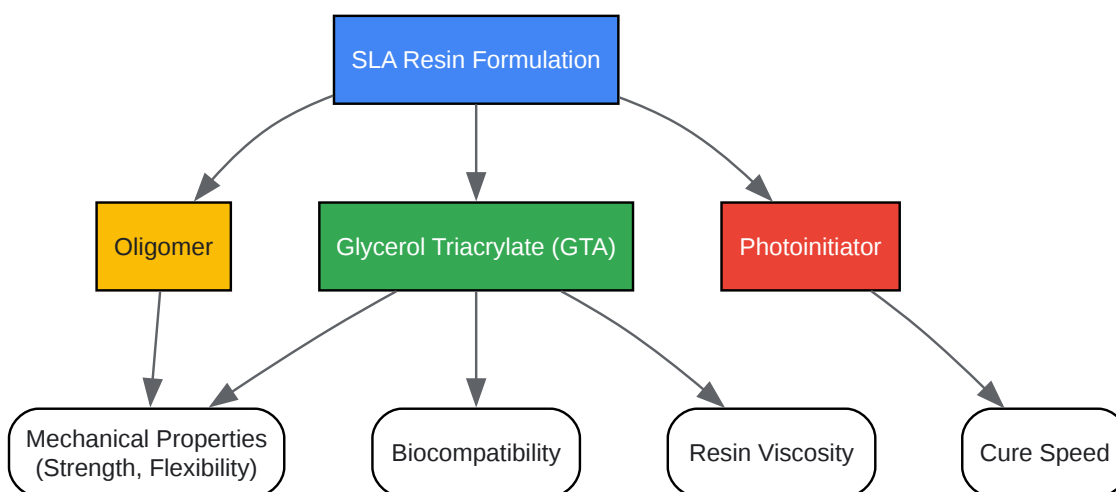 SLA Resin Formulation
Oligomer
Glycerol Triacrylate (GTA)
Photoinitiator
Mechanical Properties
(Strength, Flexibility)
Biocompatibility
Resin Viscosity
Cure Speed